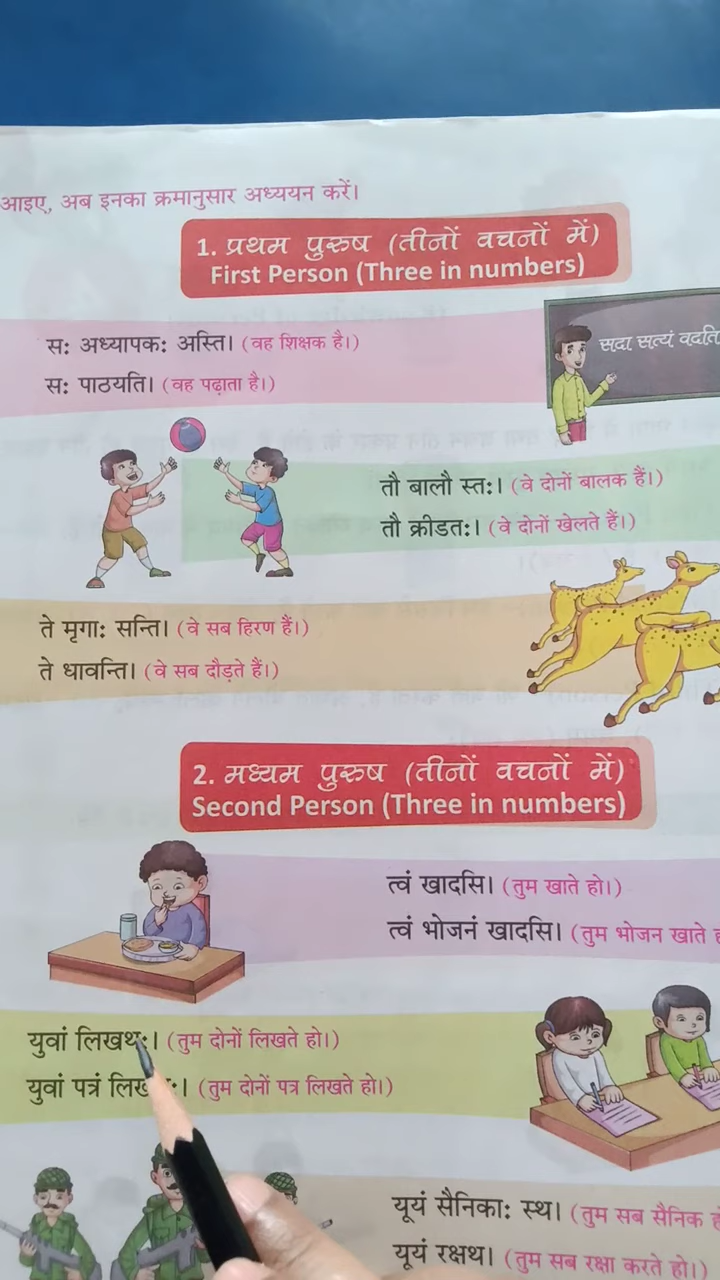 आइए, अब इनका क्रमानुसार अध्ययन करें।
1. प्रथम पुरुष (तीनों वचनों में)
First Person (Three in numbers)
सः अध्यापकः अस्ति। (वह शिक्षक है।)
सः पाठयति। (वह पढ़ाता है।)
सदा सत्यं वदति
तौ बालौ स्तः। (वे दोनों बालक हैं।)
तौ क्रीडतः। (वे दोनों खेलते हैं।)
ते मृगाः सन्ति। (वे सब हिरण हैं।)
ते धावन्ति। (वे सब दौड़ते हैं।)
2. मध्यम पुरुष (तीनों वचनों में)
Second Person (Three in numbers)
त्वं खादसि। (तुम खाते हो।)
त्वं भोजनं खादसि। (तुम भोजन खाते
युवां लिखथः। (तुम दोनों लिखते हो।)
युवां पत्रं (तुम दोनों पत्र लिखते हो।)
यूयं सैनिकाः स्थ। (तुम सब सैनिक
यूयं रक्षथ। (तुम सब रक्षा करते हो।)